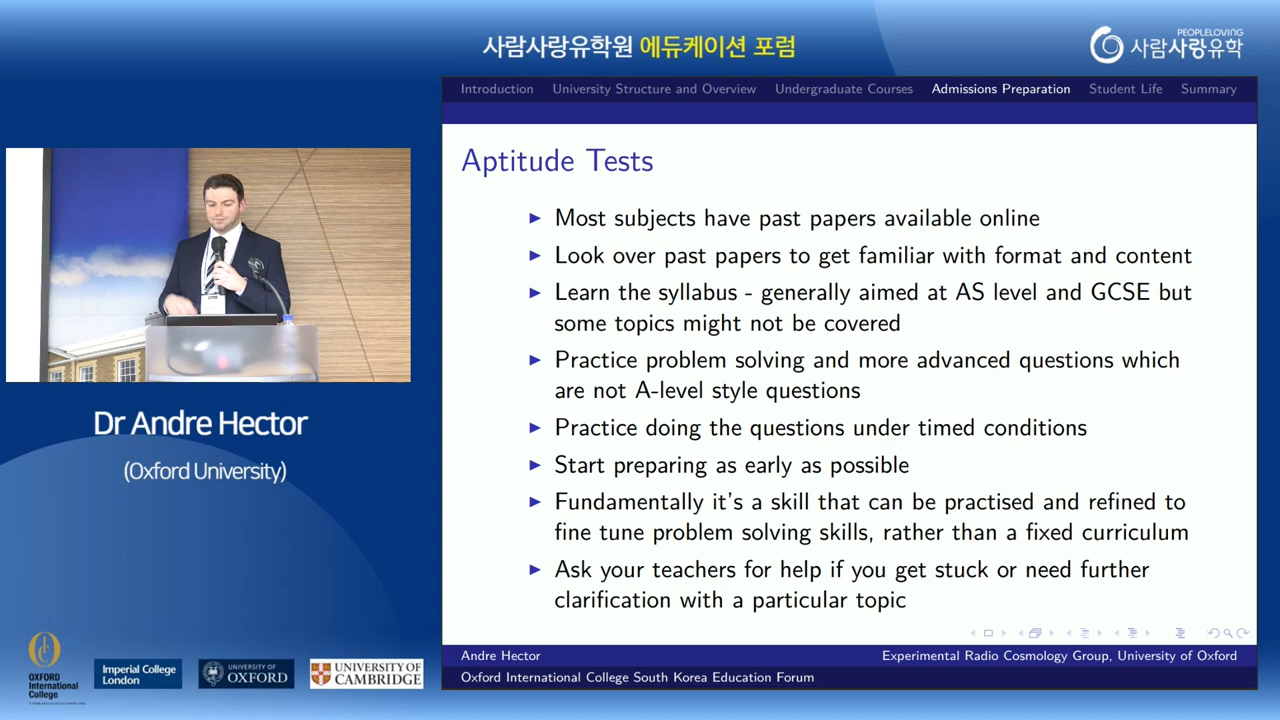 사람사랑유학원 에듀케이션 포럼
PEOPLELOVING
사람사랑유학
Introduction University Structure and Overview Undergraduate Courses Admissions Preparation Student Life Summary
Aptitude Tests
Most subjects have past papers available online
Look over past papers to get familiar with format and content
Learn the syllabus - generally aimed at AS level and GCSE but
some topics might not be covered
Practice problem solving and more advanced questions which
are not A-level style questions
Practice doing the questions under timed conditions
Start preparing as early as possible
Fundamentally it's a skill that can be practised and refined to
fine tune problem solving skills, rather than a fixed curriculum
Ask your teachers for help if you get stuck or need further
clarification with a particular topic
Andre Hector Experimental Radio Cosmology Group, University of Oxford
Oxford International College South Korea Education Forum
Dr Andre Hector
(Oxford University)
OXFORD
International
College
Imperial College
London
UNIVERSITY OF
OXFORD
UNIVERSITY OF
CAMBRIDGE